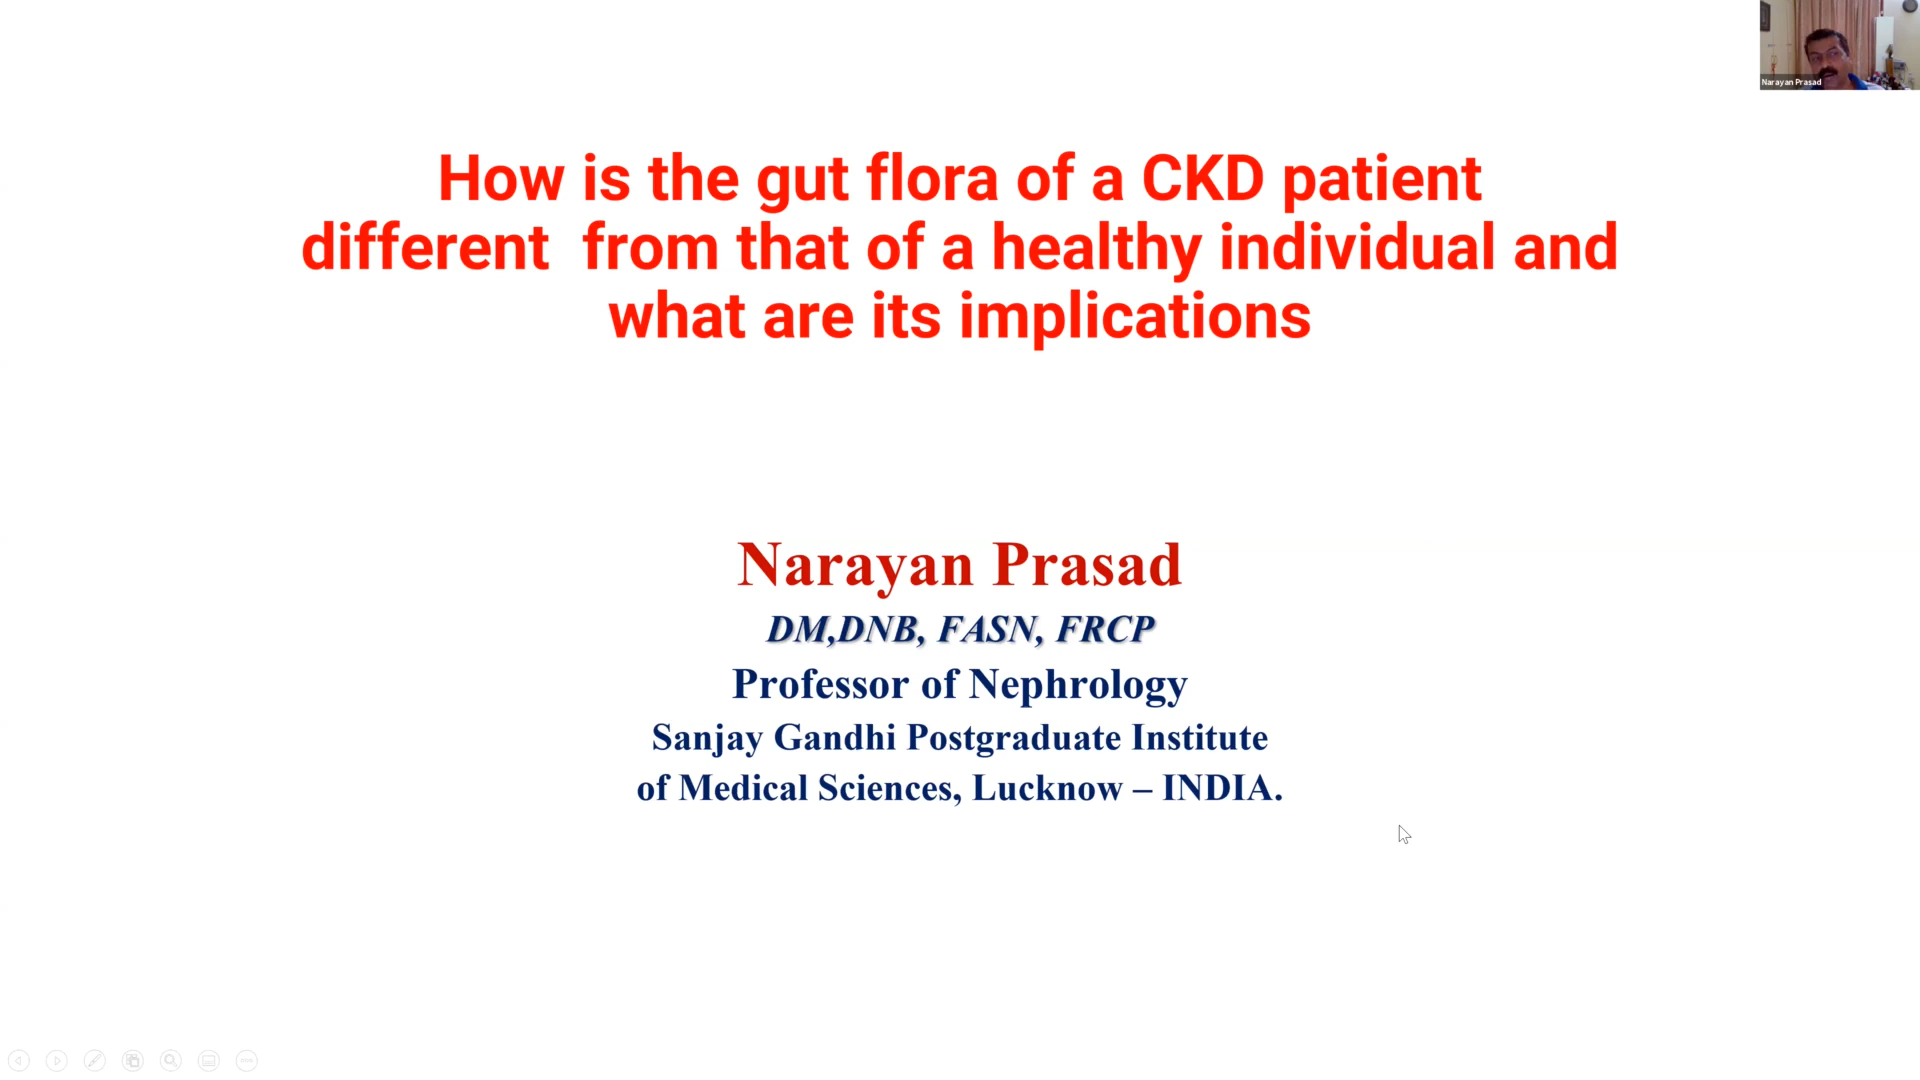 Narayan Prasad
How is the gut flora of a CKD patient
different from that of a healthy individual and
what are its implications
Narayan Prasad
DM,DNB, FASN, FRCP
Professor of Nephrology
Sanjay Gandhi Postgraduate Institute
of Medical Sciences, Lucknow – INDIA.